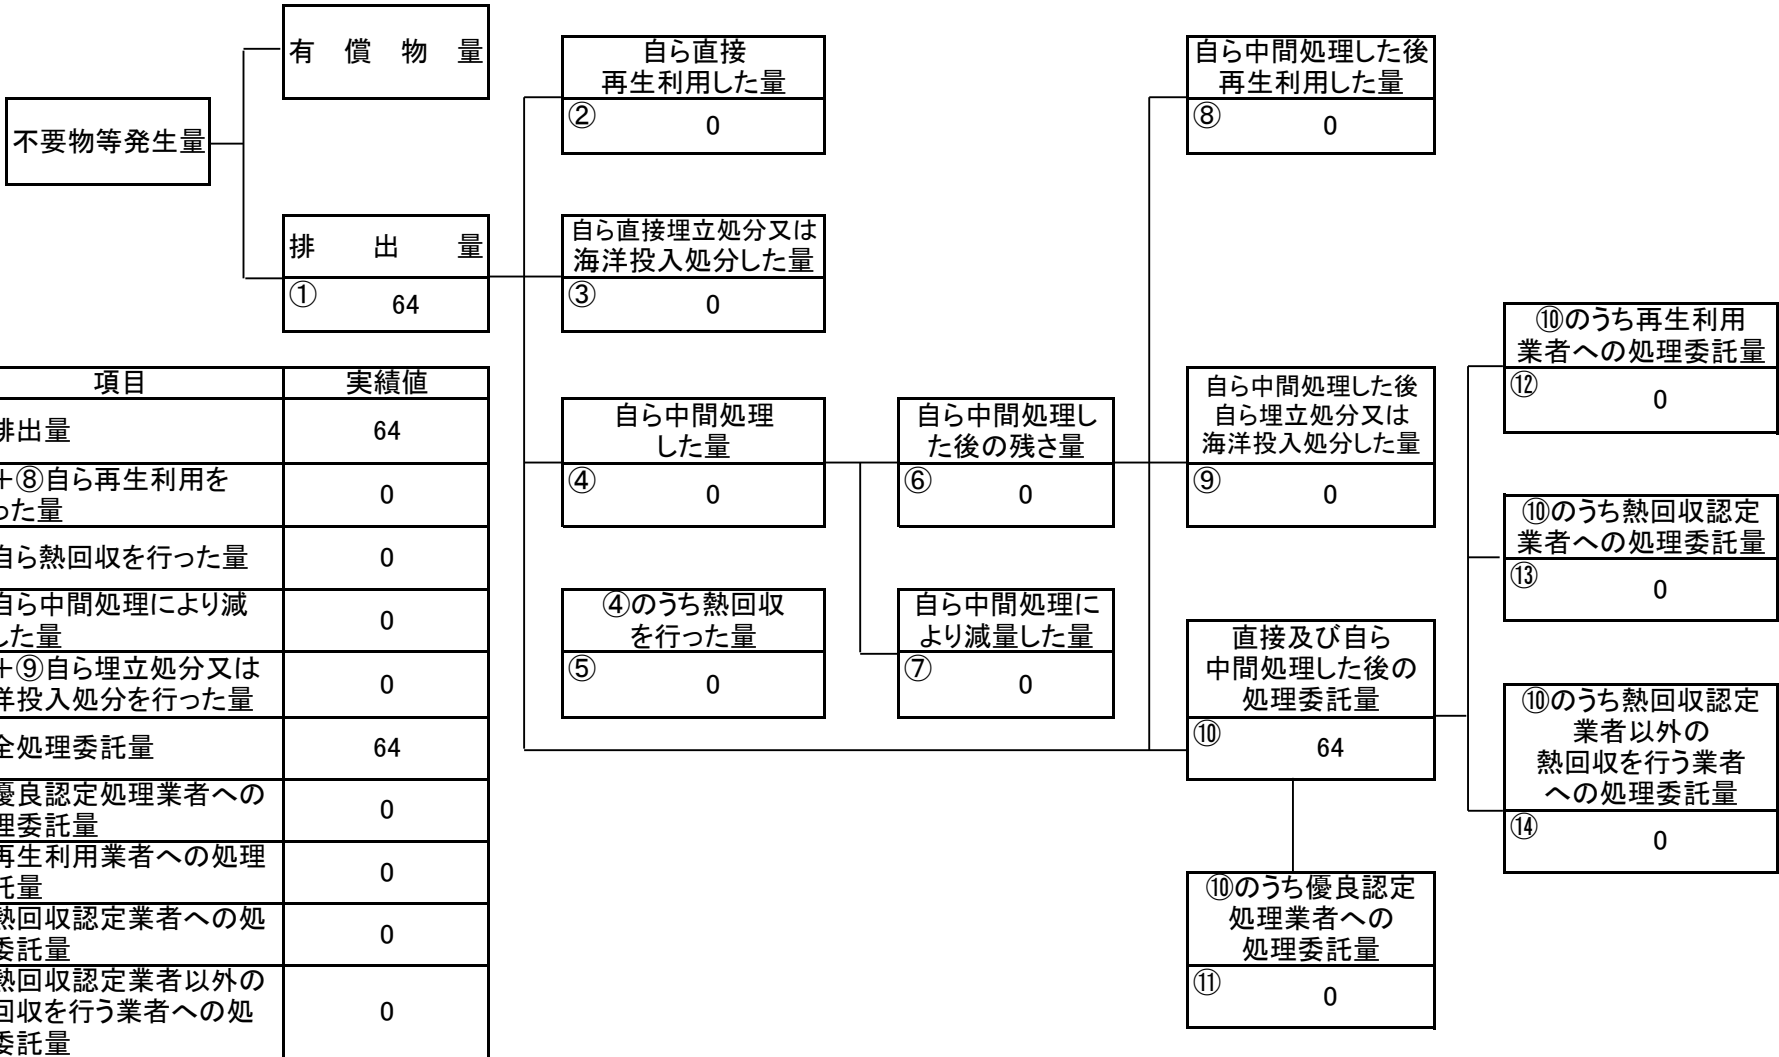 有 償 物 量
不要物等発生量
排 出 量
① 64
自ら直接
再生利用した量
② 0
自ら直接埋立処分又は
海洋投入処分した量
③ 0
自ら中間処理
した量
④ 0
④のうち熱回収
を行った量
⑤ 0
自ら中間処理し
た後の残さ量
⑥ 0
自ら中間処理に
より減量した量
⑦ 0
自ら中間処理した後
再生利用した量
⑧ 0
自ら中間処理した後
自ら埋立処分又は
海洋投入処分した量
⑨ 0
直接及び自ら
中間処理した後の
処理委託量
⑩ 64
⑩のうち優良認定
処理業者への
処理委託量
⑪ 0
⑩のうち再生利用
業者への処理委託量
⑫ 0
⑩のうち熱回収認定
業者への処理委託量
⑬ 0
⑩のうち熱回収認定
業者以外の
熱回収を行う業者
への処理委託量
⑭ 0
項目 実績値
排出量 64
+⑧自ら再生利用を
った量 0
自ら熱回収を行った量 0
自ら中間処理により減
した量 0
+⑨自ら埋立処分又は
洋投入処分を行った量 0
全処理委託量 64
優良認定処理業者への
理委託量 0
再生利用業者への処理
託量 0
熱回収認定業者への処
委託量 0
熱回収認定業者以外の
回収を行う業者への処
委託量 0